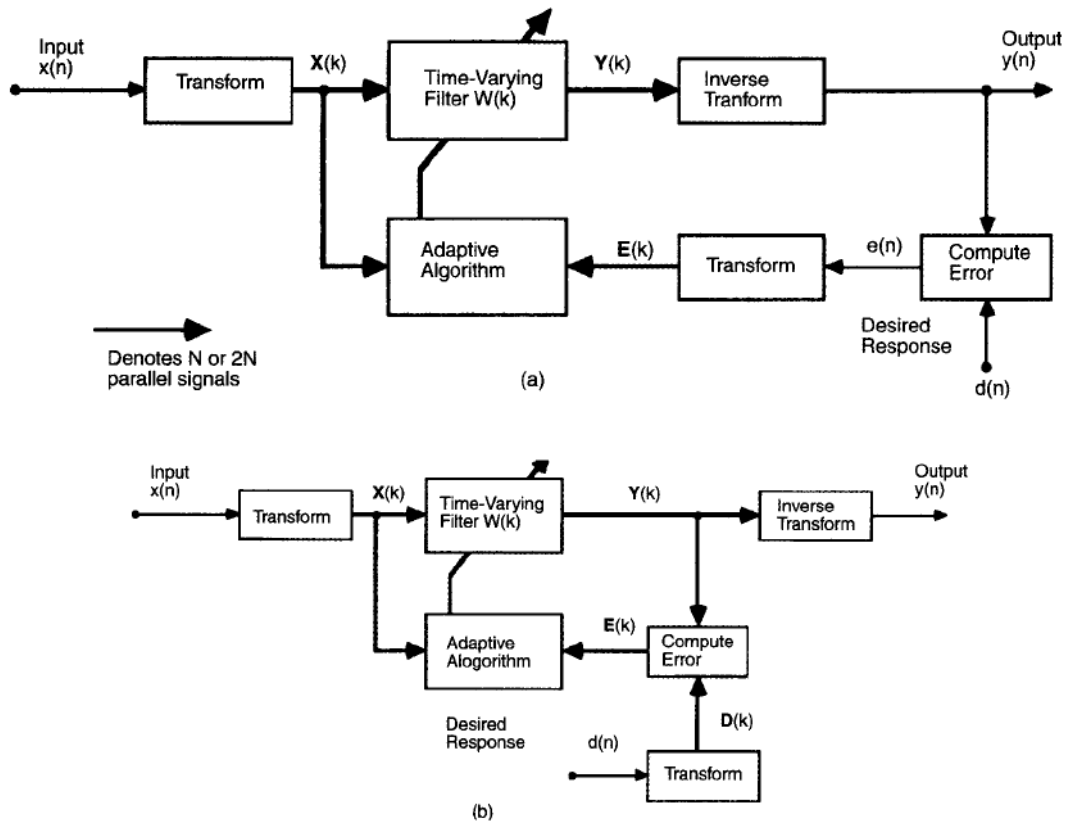 Input
x(n)
Transform
X(k)
Time-Varying
Filter W(k)
Y(k)
Inverse
Tranform
Output
y(n)
Adaptive
Algorithm
E(k)
Transform
e(n)
Compute
Error
Desired
Response
d(n)
Denotes N or 2N
parallel signals
(a)
Input
x(n)
Transform
X(k)
Time-Varying
Filter W(k)
Y(k)
Inverse
Transform
Output
y(n)
Adaptive
Alogorithm
E(k)
Compute
Error
D(k)
Desired
Response
d(n)
Transform
(b)